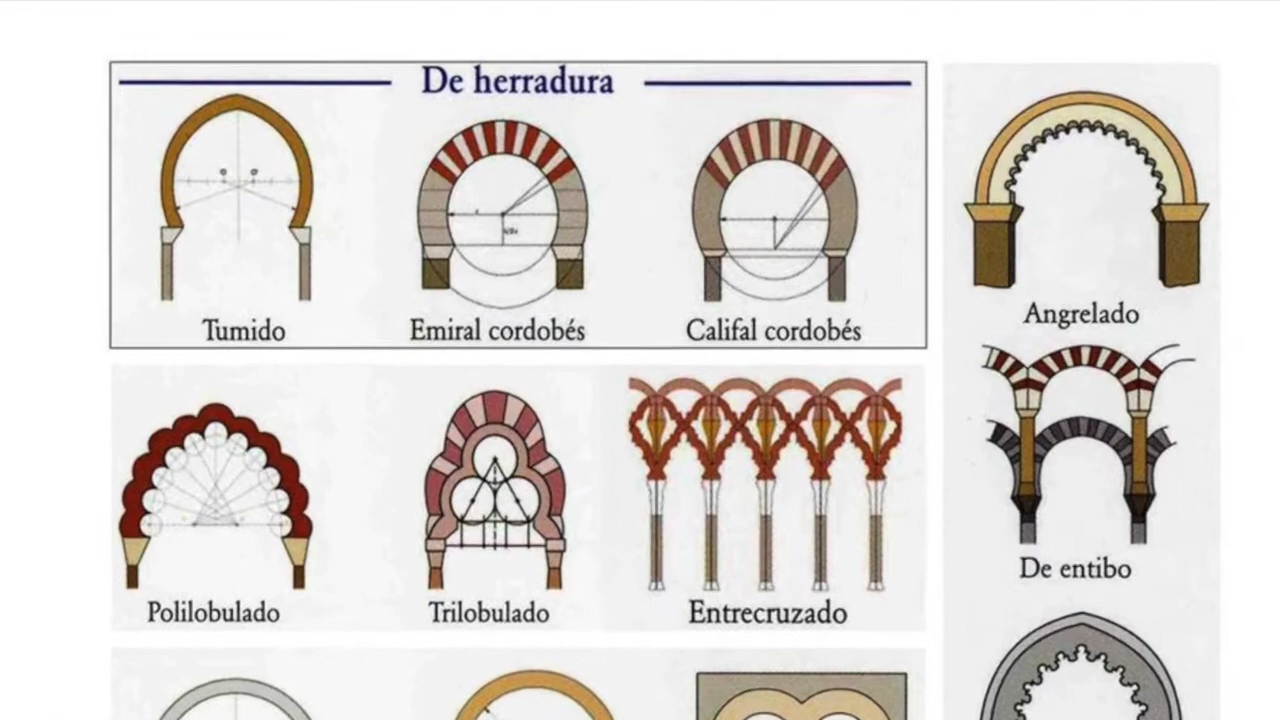 De herradura
Tumido
Emiral cordobés
Califal cordobés
Angrelado
Polilobulado
Trilobulado
Entrecruzado
De entibo